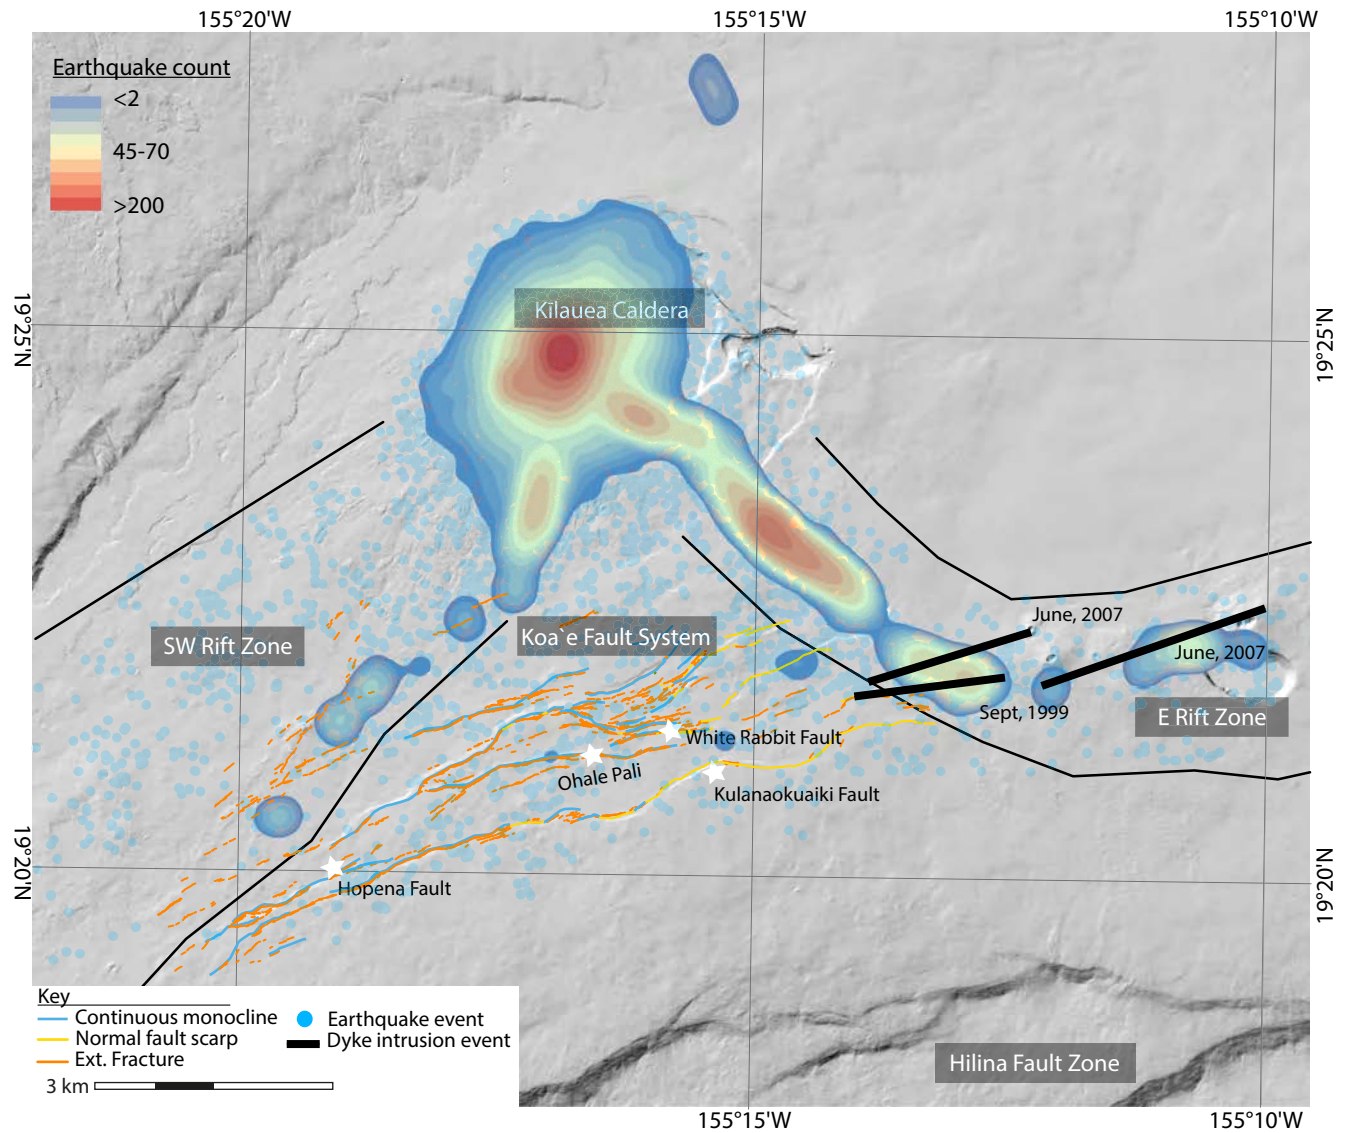 155°20'W
155°15'W
155°10'W
Earthquake count
<2
45-70
>200
Kīlauea Caldera
19°25'N
19°25'N
June, 2007
SW Rift Zone
Koa`e Fault System
June, 2007
Sept, 1999
E Rift Zone
White Rabbit Fault
Ohale Pali
Kulanaokuaiki Fault
19°20'N
19°20'N
Hopena Fault
Key
Continuous monocline
Earthquake event
Normal fault scarp
Dyke intrusion event
Ext. Fracture
3 km
Hilina Fault Zone
155°15'W
155°10'W